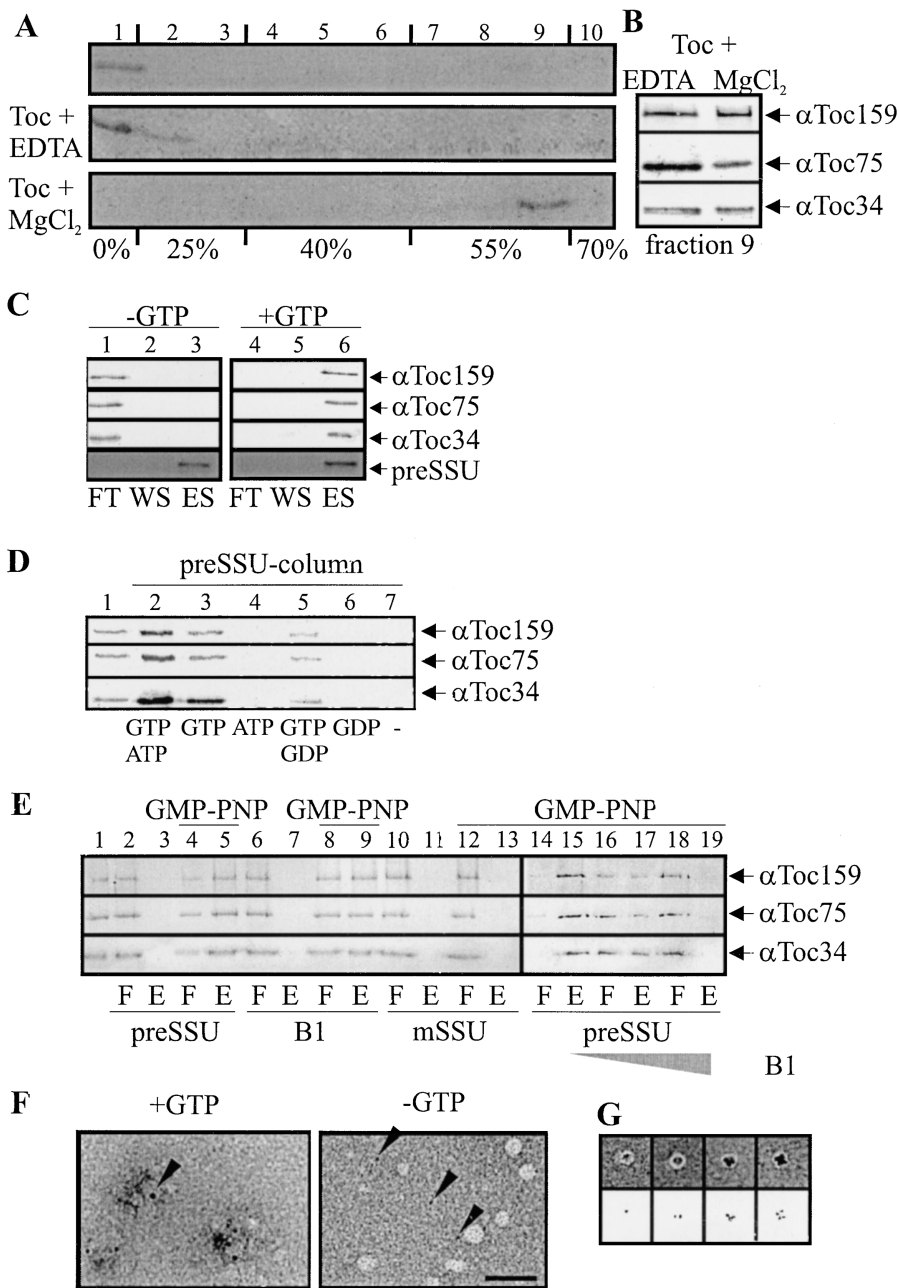 A
1 2 3 4 5 6 7 8 9 10
Toc +
EDTA
Toc +
MgCl₂
0% 25% 40% 55% 70%
B
Toc +
EDTA MgCl₂
αToc159
αToc75
αToc34
fraction 9
C
-GTP +GTP
1 2 3 4 5 6
αToc159
αToc75
αToc34
preSSU
FT WS ES FT WS ES
D
preSSU-column
1 2 3 4 5 6 7
αToc159
αToc75
αToc34
GTP GTP ATP GTP GDP -
ATP GDP
E
GMP-PNP GMP-PNP GMP-PNP
1 2 3 4 5 6 7 8 9 10 11 12 13 14 15 16 17 18 19
αToc159
αToc75
αToc34
F E F E F E F E F E F E F E F E F E
preSSU B1 mSSU preSSU
B1
F
+GTP -GTP
G